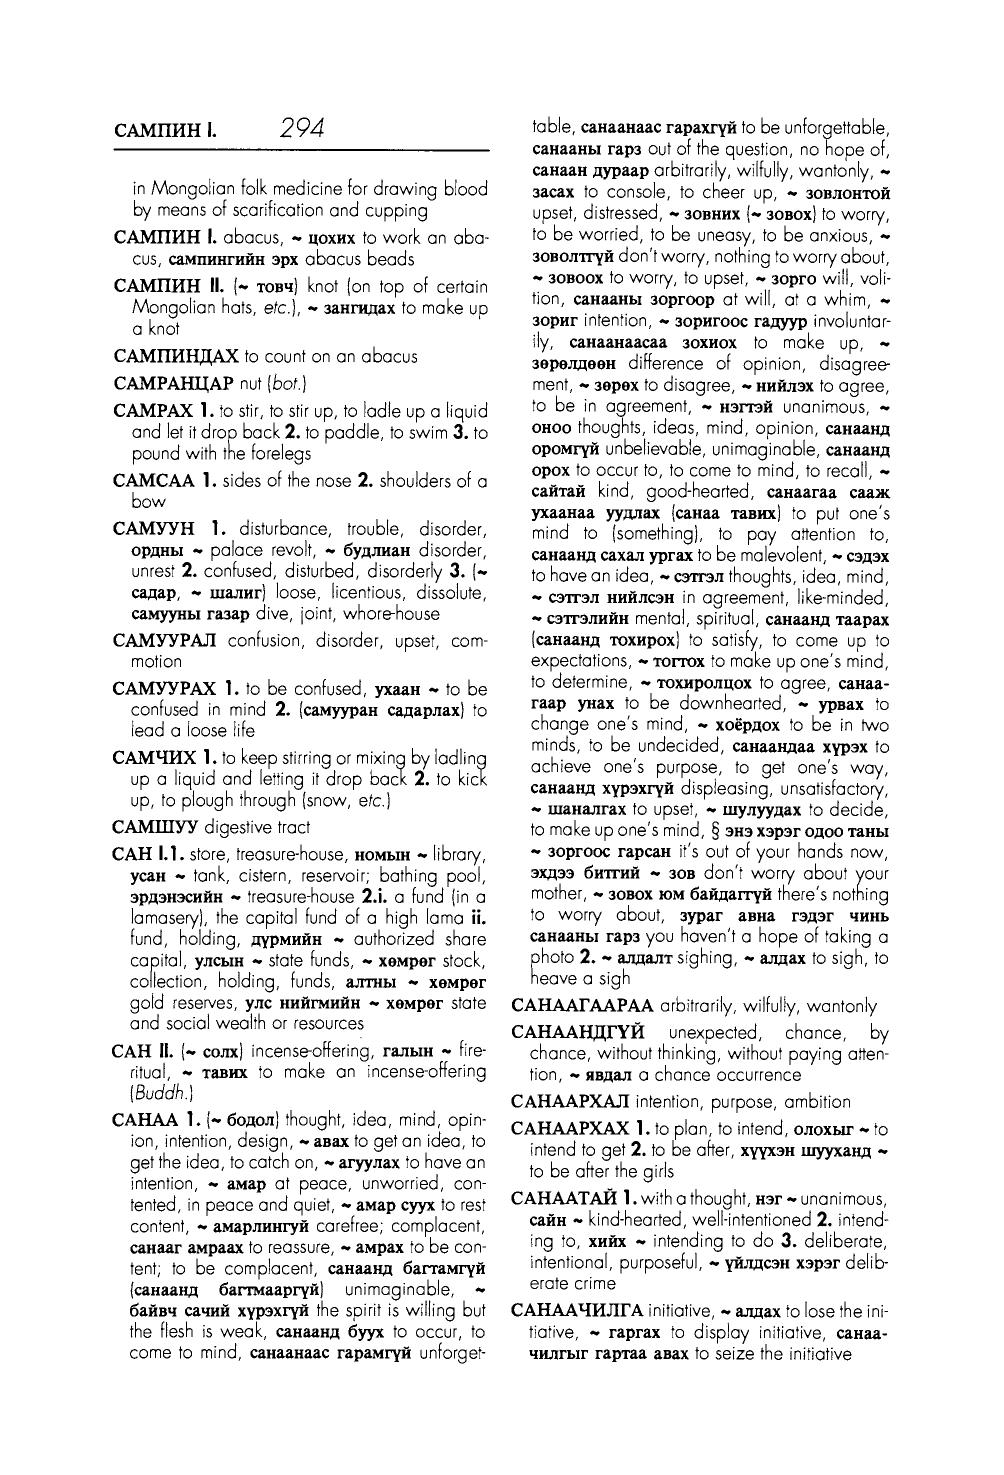 САМПИН I. 294
in Mongolian folk medicine for drawing blood
by means of scarification and cupping
САМПИН I. abacus, ~ цохих to work an aba-
cus, сампингийн эрх abacus beads
САМПИН II. (~ товч) knot (on top of certain
Mongolian hats, etc.), ~ зангидах to make up
a knot
САМПИНДАХ to count on an abacus
САМРАНЦАР nut (bot.)
САМРАХ 1. to stir, to stir up, to ladle up a liquid
and let it drop back 2. to paddle, to swim 3. to
pound with the forelegs
САМСАА 1. sides of the nose 2. shoulders of a
bow
САМУУН 1. disturbance, trouble, disorder,
ордны ~ palace revolt, ~ будлиан disorder,
unrest 2. confused, disturbed, disorderly 3. (~
садар, ~ шалиг) loose, licentious, dissolute,
самууны газар dive, joint, whore-house
САМУУРАЛ confusion, disorder, upset, com-
motion
САМУУРАХ 1. to be confused, ухаан ~ to be
confused in mind 2. (самууран садарлах) to
lead a loose life
САМЧИХ 1. to keep stirring or mixing by ladling
up a liquid and letting it drop back 2. to kick
up, to plough through (snow, etc.)
САМШУУ digestive tract
САН I.1. store, treasure-house, номын ~ library,
усан ~ tank, cistern, reservoir; bathing pool,
эрдэнэсийн ~ treasure-house 2.i. a fund (in a
lamasery), the capital fund of a high lama ii.
fund, holding, дүрмийн ~ authorized share
capital, улсын ~ state funds, ~ хөмрөг stock,
collection, holding, funds, алтны ~ хөмрөг
gold reserves, улс нийгмийн ~ хөмрөг state
and social wealth or resources
САН II. (~ солх) incense-offering, галын ~ fire-
ritual, ~ тавих to make an incense-offering
(Buddh.)
САНАА 1. (~ бодол) thought, idea, mind, opin-
ion, intention, design, ~ авах to get an idea, to
get the idea, to catch on, ~ агуулах to have an
intention, ~ амар at peace, unworried, con-
tented, in peace and quiet, ~ амар суух to rest
content, ~ амарлингуй carefree; complacent,
санааг амраах to reassure, ~ амрах to be con-
tent; to be complacent, санаанд багтамгүй
(санаанд багтмааргүй) unimaginable, ~
байвч сачий хүрэхгүй the spirit is willing but
the flesh is weak, санаанд буух to occur, to
come to mind, санаанаас гарамгүй unforget-
table, санаанаас гарахгүй to be unforgettable,
санааны гарз out of the question, no hope of,
санаан дураар arbitrarily, wilfully, wantonly, ~
засах to console, to cheer up, ~ зовлонтой
upset, distressed, ~ зовних (~ зовох) to worry,
to be worried, to be uneasy, to be anxious, ~
зоволтгүй don't worry, nothing to worry about,
~ зовоох to worry, to upset, ~ зорго will, voli-
tion, санааны зоргоор at will, at a whim, ~
зориг intention, ~ зоригоос гадуур involuntar-
ily, санаанаасаа зохиох to make up, ~
зөрөлдөөн difference of opinion, disagree-
ment, ~ зөрөх to disagree, ~ нийлэх to agree,
to be in agreement, ~ нэгтэй unanimous, ~
оноо thoughts, ideas, mind, opinion, санаанд
оромгүй unbelievable, unimaginable, санаанд
орох to occur to, to come to mind, to recall, ~
сайтай kind, good-hearted, санаагаа сааж
ухаанаа уудлах (санаа тавих) to put one's
mind to (something), to pay attention to,
санаанд сахал ургах to be malevolent, ~ сэдэх
to have an idea, ~ сэтгэл thoughts, idea, mind,
~ сэтгэл нийлсэн in agreement, like-minded,
~ сэтгэлийн mental, spiritual, санаанд таарах
(санаанд тохирох) to satisfy, to come up to
expectations, ~ тогтох to make up one's mind,
to determine, ~ тохиролцох to agree, санаа-
гаар унах to be downhearted, ~ урвах to
change one's mind, ~ хоёрдох to be in two
minds, to be undecided, санаандаа хүрэх to
achieve one's purpose, to get one's way,
санаанд хүрэхгүй displeasing, unsatisfactory,
~ шаналгах to upset, ~ шулуудах to decide,
to make up one's mind, § энэ хэрэг одоо таны
~ зоргоос гарсан it's out of your hands now,
эхдээ битгий ~ зов don't worry about your
mother, ~ зовох юм байдаггүй there's nothing
to worry about, зураг авна гэдэг чинь
санааны гарз you haven't a hope of taking a
photo 2. ~ алдалт sighing, ~ алдах to sigh, to
heave a sigh
САНААГААРАА arbitrarily, wilfully, wantonly
САНААНДГҮЙ unexpected, chance, by
chance, without thinking, without paying atten-
tion, ~ явдал a chance occurrence
САНААРХАЛ intention, purpose, ambition
САНААРХАХ 1. to plan, to intend, олохыг ~ to
intend to get 2. to be after, хүүхэн шууханд ~
to be after the girls
САНААТАЙ 1. with a thought, нэг ~ unanimous,
сайн ~ kind-hearted, well-intentioned 2. intend-
ing to, хийх ~ intending to do 3. deliberate,
intentional, purposeful, ~ үйлдсэн хэрэг delib-
erate crime
САНААЧИЛГА initiative, ~ алдах to lose the ini-
tiative, ~ гаргах to display initiative, санаа-
чилгыг гартаа авах to seize the initiative